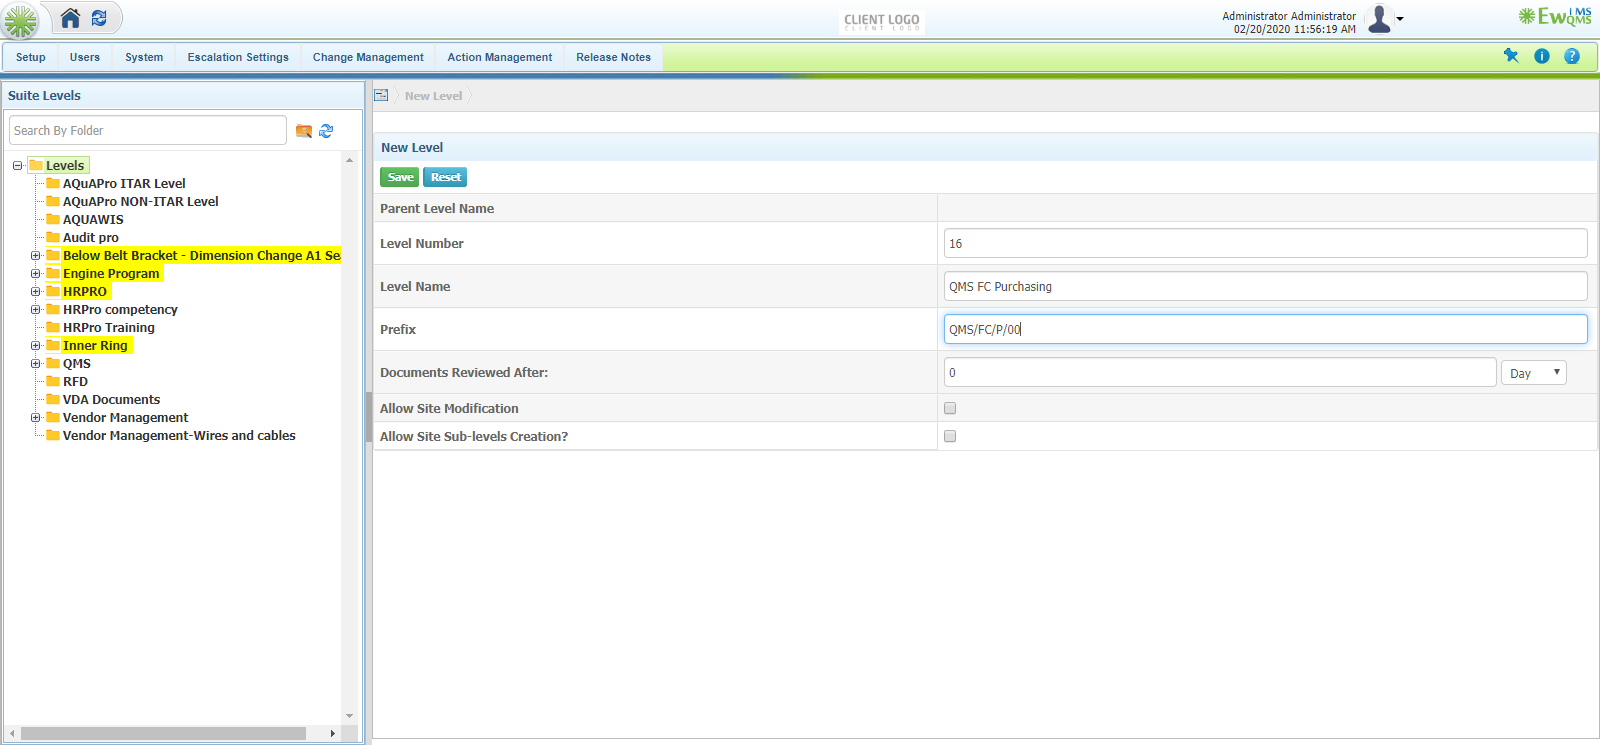 CLIENT LOGO
CLIENT LOGO
Administrator Administrator
02/20/2020 11:56:19 AM
EwQMS IMS
Setup Users System Escalation Settings Change Management Action Management Release Notes
Suite Levels
Search By Folder
Levels
AQuAPro ITAR Level
AQuAPro NON-ITAR Level
AQUAWIS
Audit pro
Below Belt Bracket - Dimension Change A1 Se
Engine Program
HRPRO
HRPro competency
HRPro Training
Inner Ring
QMS
RFD
VDA Documents
Vendor Management
Vendor Management-Wires and cables
New Level
New Level
Save Reset
Parent Level Name
Level Number 16
Level Name QMS FC Purchasing
Prefix QMS/FC/P/00
Documents Reviewed After: 0 Day
Allow Site Modification
Allow Site Sub-levels Creation?